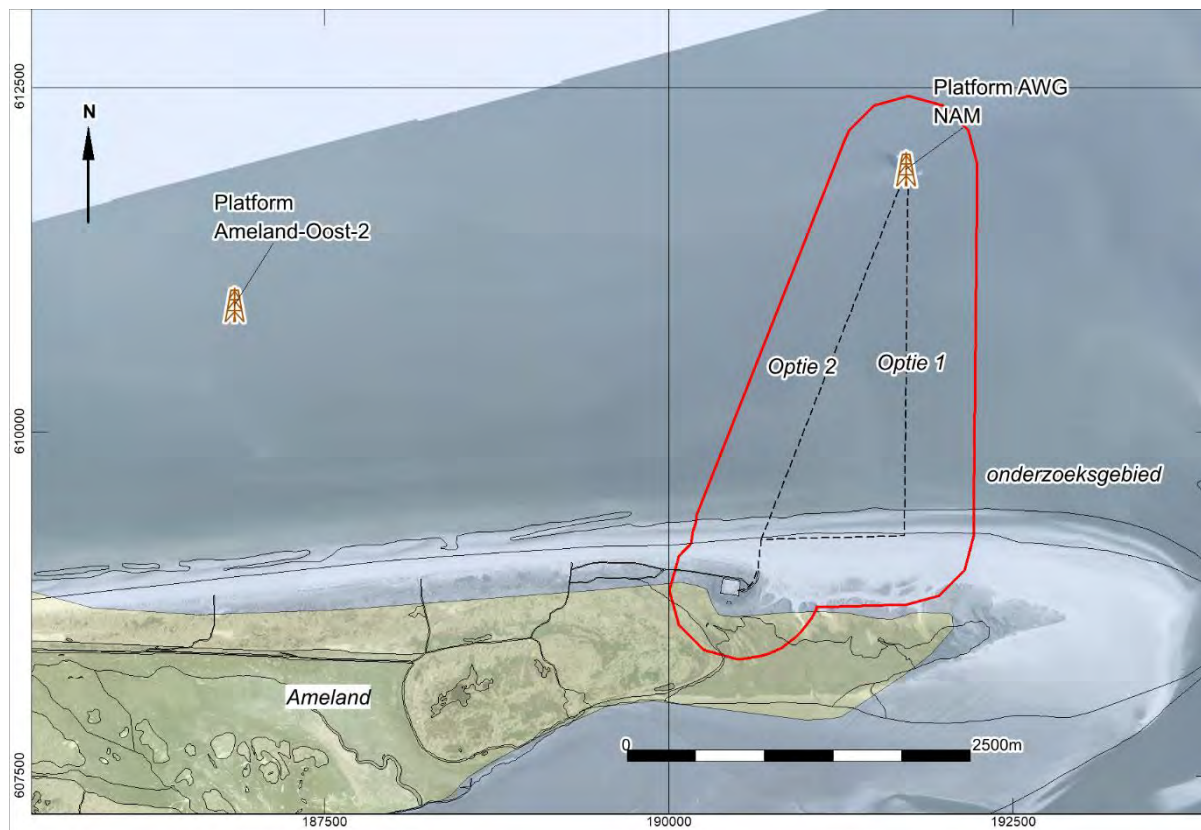 612500
Platform AWG
NAM
N
Platform
Ameland-Oost-2
Optie 2
Optie 1
610000
onderzoeksgebied
Ameland
0
2500m
607500
187500
190000
192500